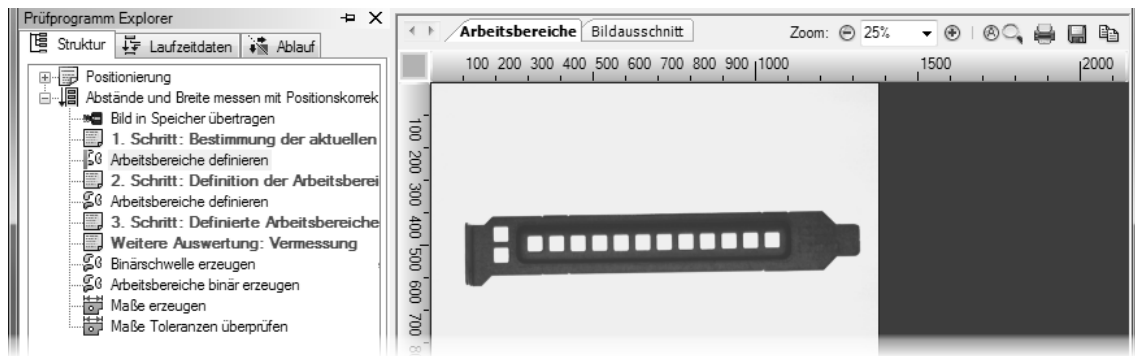 Prüfprogramm Explorer
Struktur Laufzeitdaten Ablauf
Positionierung
Abstände und Breite messen mit Positionskorrek
Bild in Speicher übertragen
1. Schritt: Bestimmung der aktuellen
Arbeitsbereiche definieren
2. Schritt: Definition der Arbeitsberei
Arbeitsbereiche definieren
3. Schritt: Definierte Arbeitsbereiche
Weitere Auswertung: Vermessung
Binärschwelle erzeugen
Arbeitsbereiche binär erzeugen
Maße erzeugen
Maße Toleranzen überprüfen
Arbeitsbereiche Bildausschnitt Zoom: 25%
100 200 300 400 500 600 700 800 900 1000 1500 2000
100
200
300
400
500
600
700